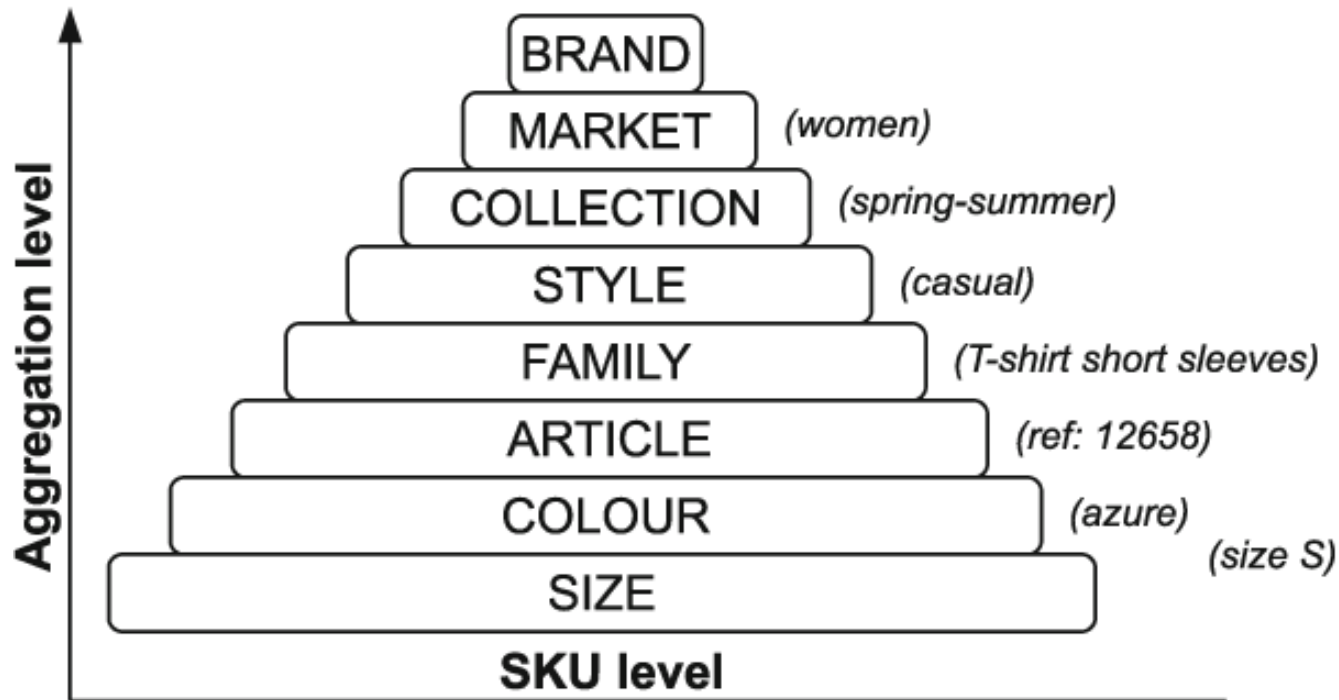 Aggregation level
BRAND
MARKET (women)
COLLECTION (spring-summer)
STYLE (casual)
FAMILY (T-shirt short sleeves)
ARTICLE (ref: 12658)
COLOUR (azure)
(size S)
SIZE
SKU level